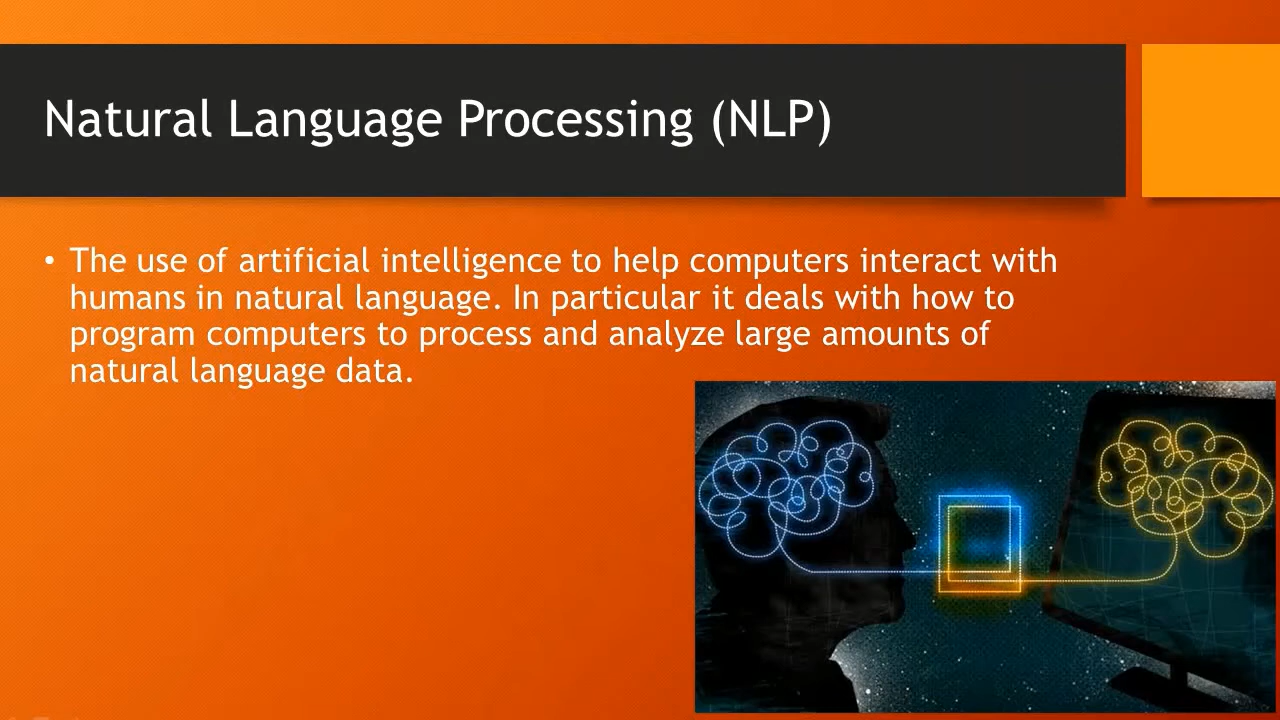 Natural Language Processing (NLP)
• The use of artificial intelligence to help computers interact with
humans in natural language. In particular it deals with how to
program computers to process and analyze large amounts of
natural language data.